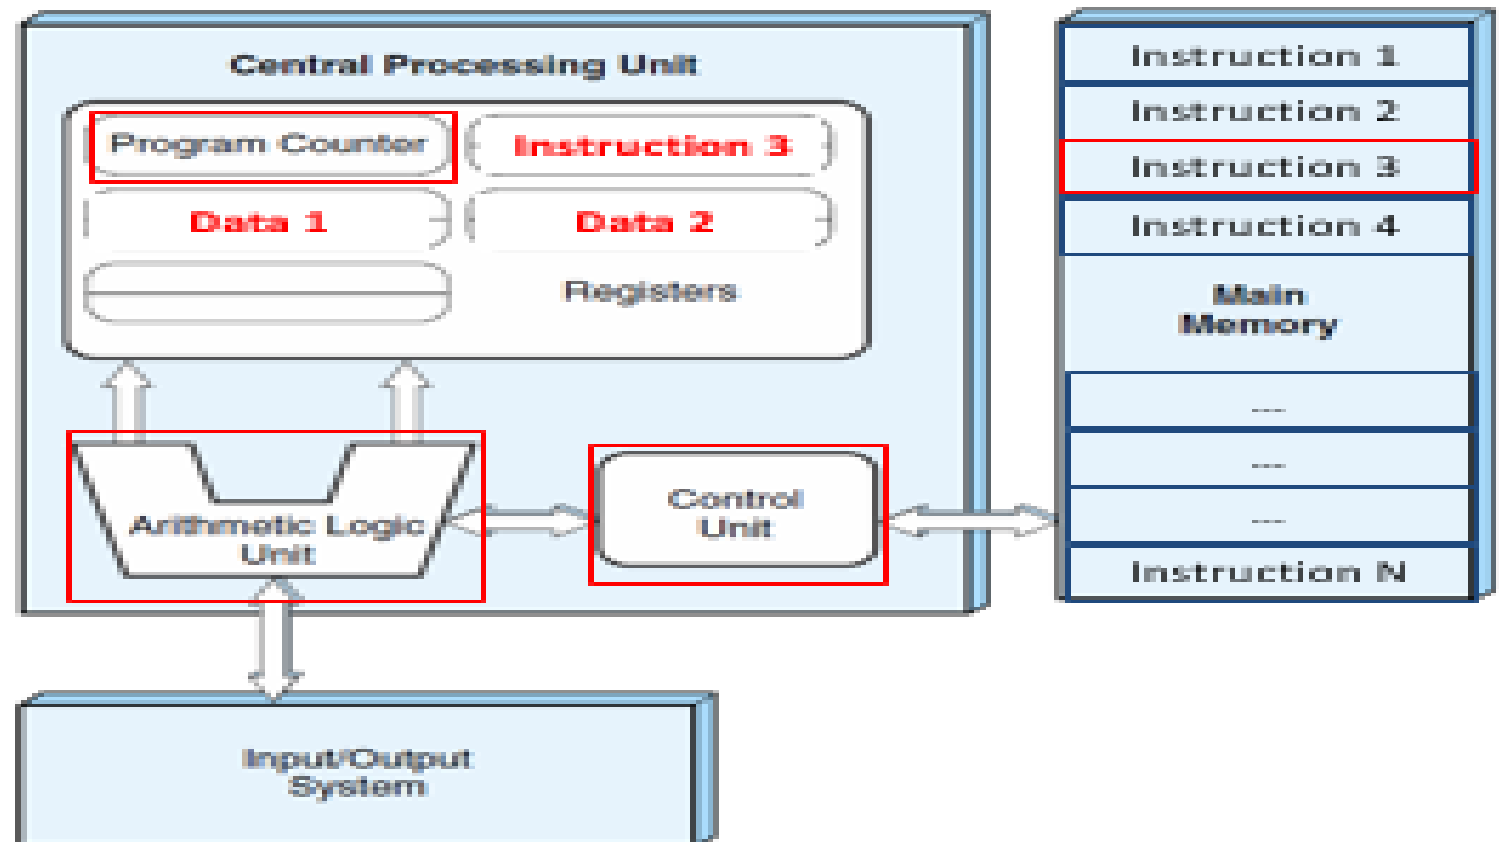 Central Processing Unit
Program Counter
Instruction 3
Data 1
Data 2
Registers
Arithmetic Logic
Unit
Control
Unit
Input/Output
System
Instruction 1
Instruction 2
Instruction 3
Instruction 4
Main
Memory
---
---
---
Instruction N